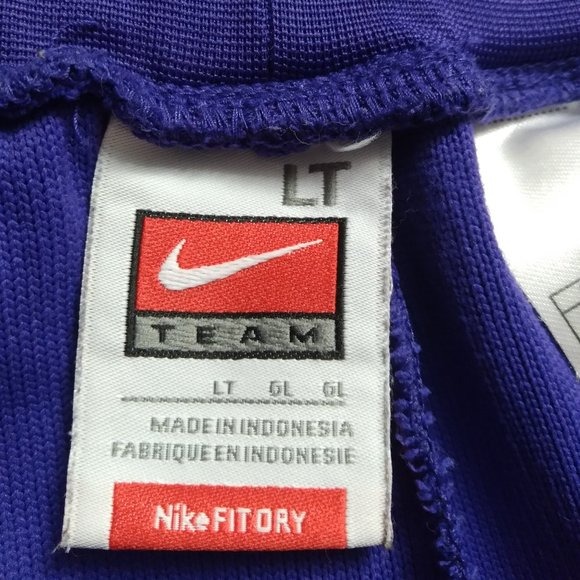 LT
TEAM
LT GL GL
MADE IN INDONESIA
FABRIQUE EN INDONESIE
Nike FIT DRY